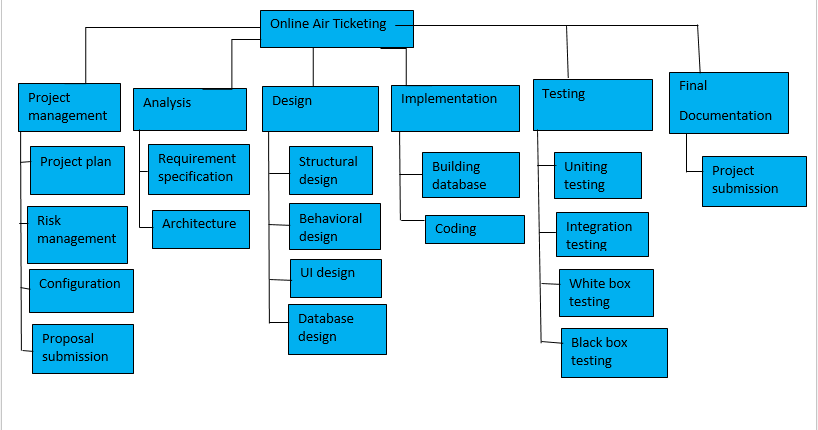 Online Air Ticketing
Project
management
Analysis
Design
Implementation
Testing
Final
Documentation
Project plan
Risk
management
Configuration
Proposal
submission
Requirement
specification
Architecture
Structural
design
Behavioral
design
UI design
Database
design
Building
database
Coding
Uniting
testing
Integration
testing
White box
testing
Black box
testing
Project
submission